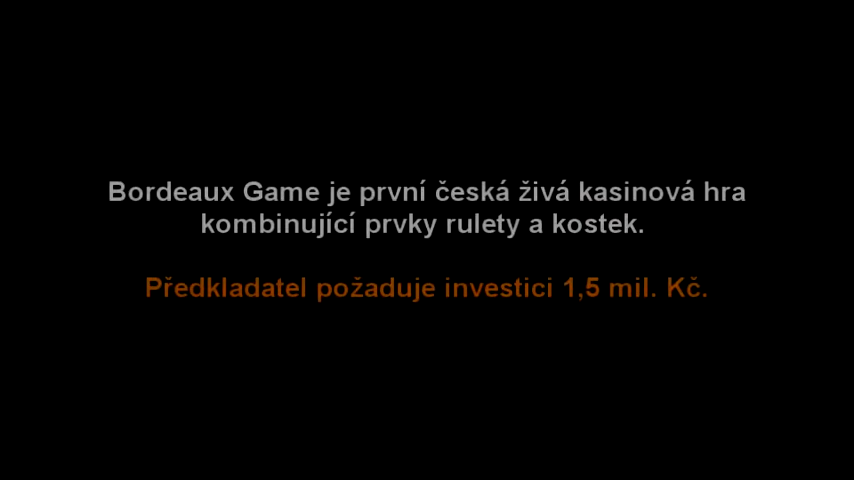 Bordeaux Game je první česká živá kasinová hra
kombinující prvky rulety a kostek.
Předkladatel požaduje investici 1,5 mil. Kč.